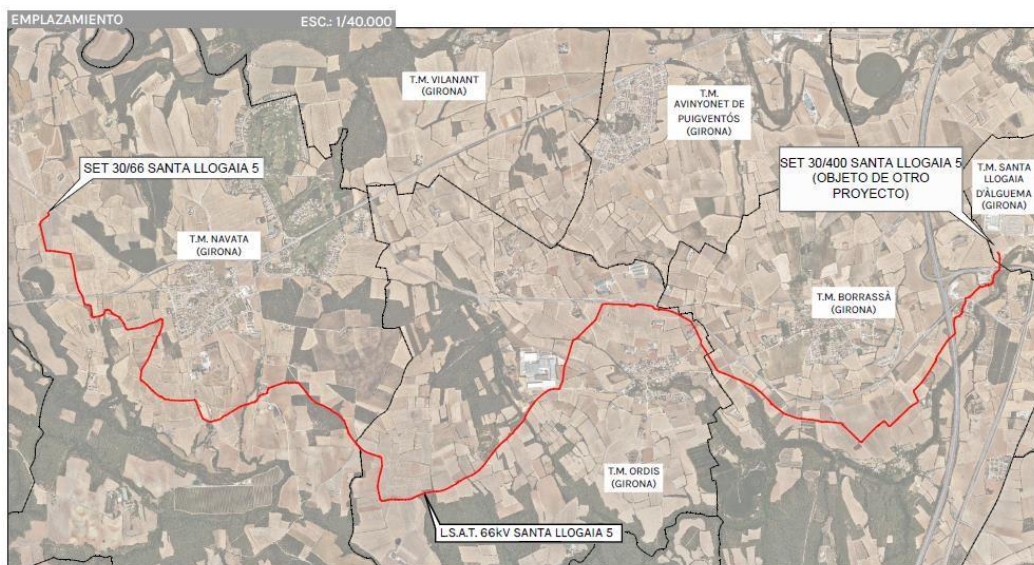 EMPLAZAMIENTO
ESC.: 1/40.000
T.M. VILANANT
(GIRONA)
T.M.
AVINYONET DE
PUIGVENTÓS
(GIRONA)
SET 30/66 SANTA LLOGAIA 5
SET 30/400 SANTA LLOGAIA 5
(OBJETO DE OTRO
PROYECTO)
T.M. SANTA
LLOGAIA
D'ÀLGUEMA
(GIRONA)
T.M. NAVATA
(GIRONA)
T.M. BORRASSÀ
(GIRONA)
T.M. ORDIS
(GIRONA)
L.S.A.T. 66kV SANTA LLOGAIA 5